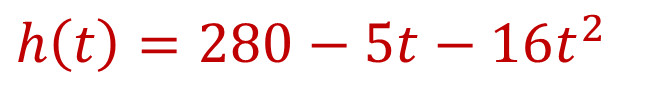 h(t) = 280 − 5t − 16t²